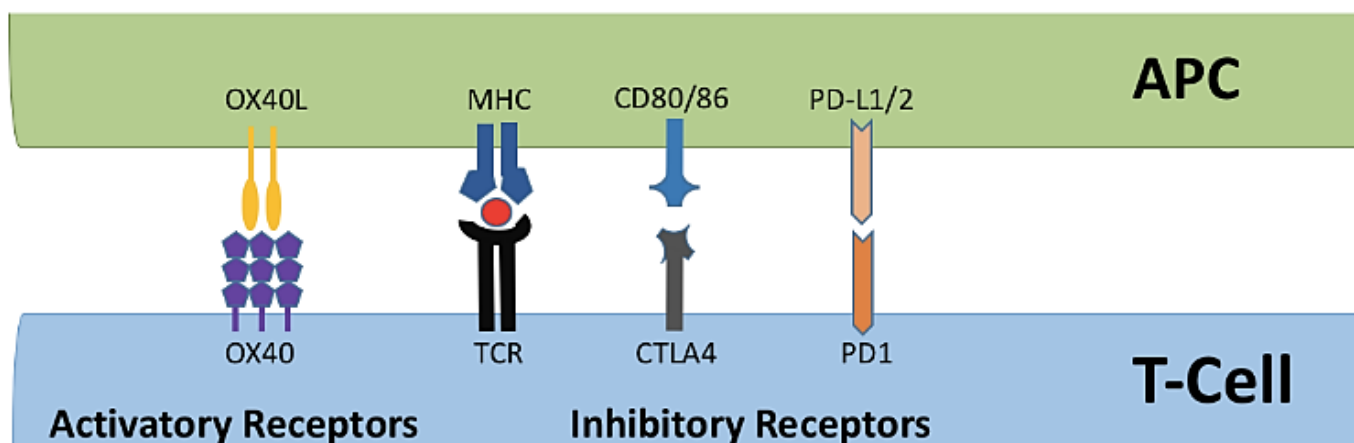 APC
OX40L MHC CD80/86 PD-L1/2
OX40 TCR CTLA4 PD1
T-Cell
Activatory Receptors Inhibitory Receptors